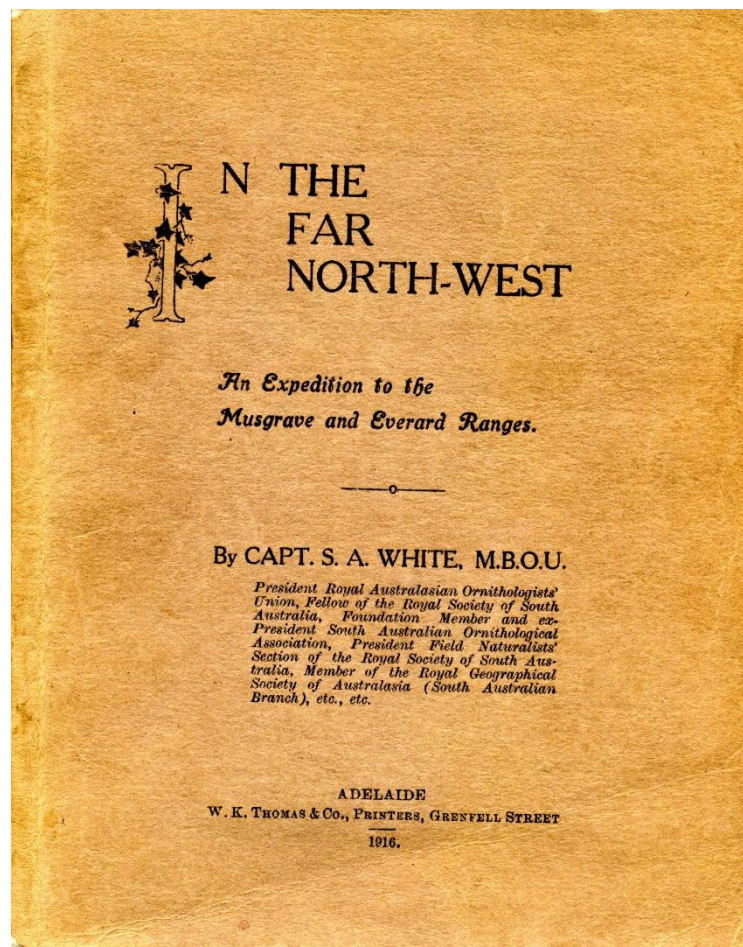 IN THE
FAR
NORTH-WEST
An Expedition to the
Musgrave and Everard Ranges.
By CAPT. S. A. WHITE, M.B.O.U.
President Royal Australasian Ornithologists'
Union, Fellow of the Royal Society of South
Australia, Foundation Member and ex-
President South Australian Ornithological
Association, President Field Naturalists'
Section of the Royal Society of South Aus-
tralia, Member of the Royal Geographical
Society of Australasia (South Australian
Branch), etc., etc.
ADELAIDE
W. K. THOMAS & CO., PRINTERS, GRENFELL STREET
1916.